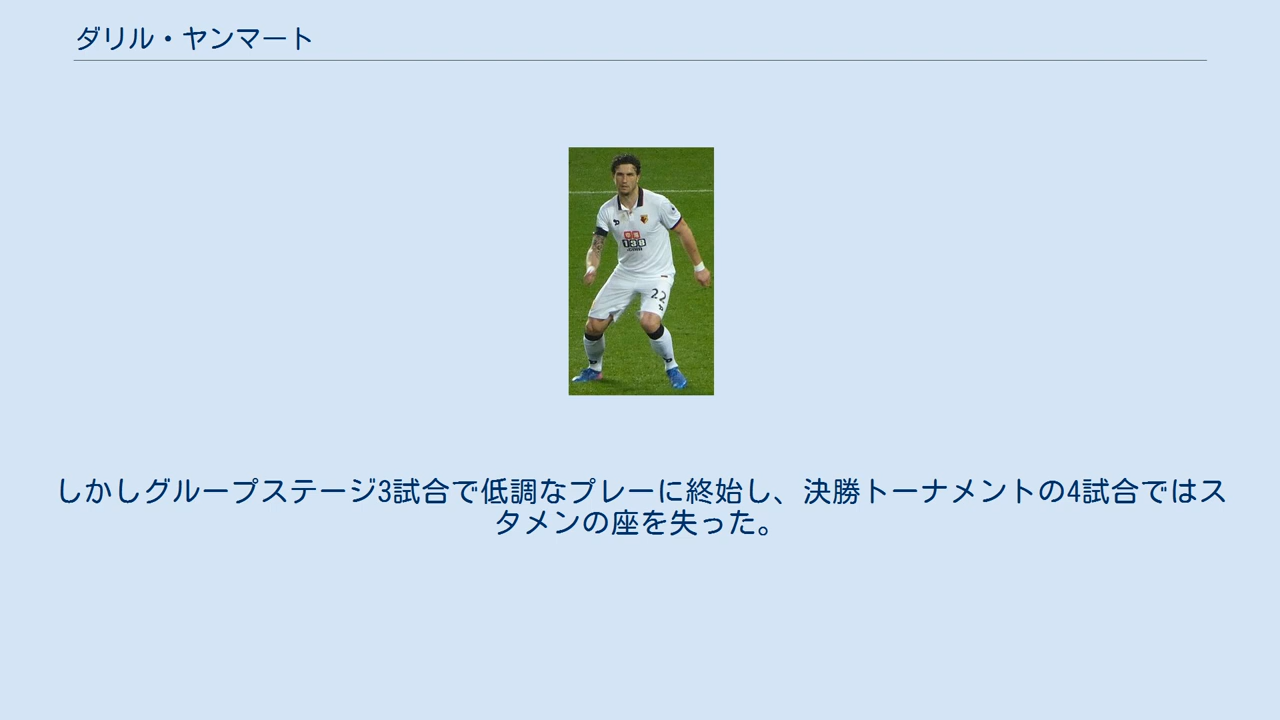 ダリル・ヤンマート
138
22
しかしグループステージ3試合で低調なプレーに終始し、決勝トーナメントの4試合ではス
タメンの座を失った。